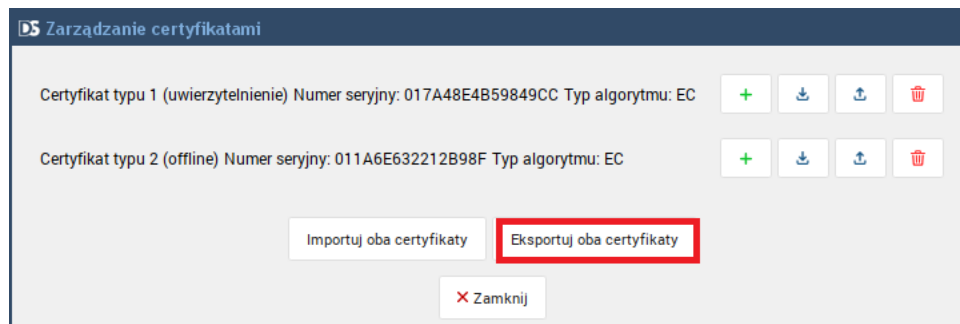 DS Zarządzanie certyfikatami
Certyfikat typu 1 (uwierzytelnienie) Numer seryjny: 017A48E4B59849CC Typ algorytmu: EC
Certyfikat typu 2 (offline) Numer seryjny: 011A6E632212B98F Typ algorytmu: EC
Importuj oba certyfikaty Eksportuj oba certyfikaty
Zamknij